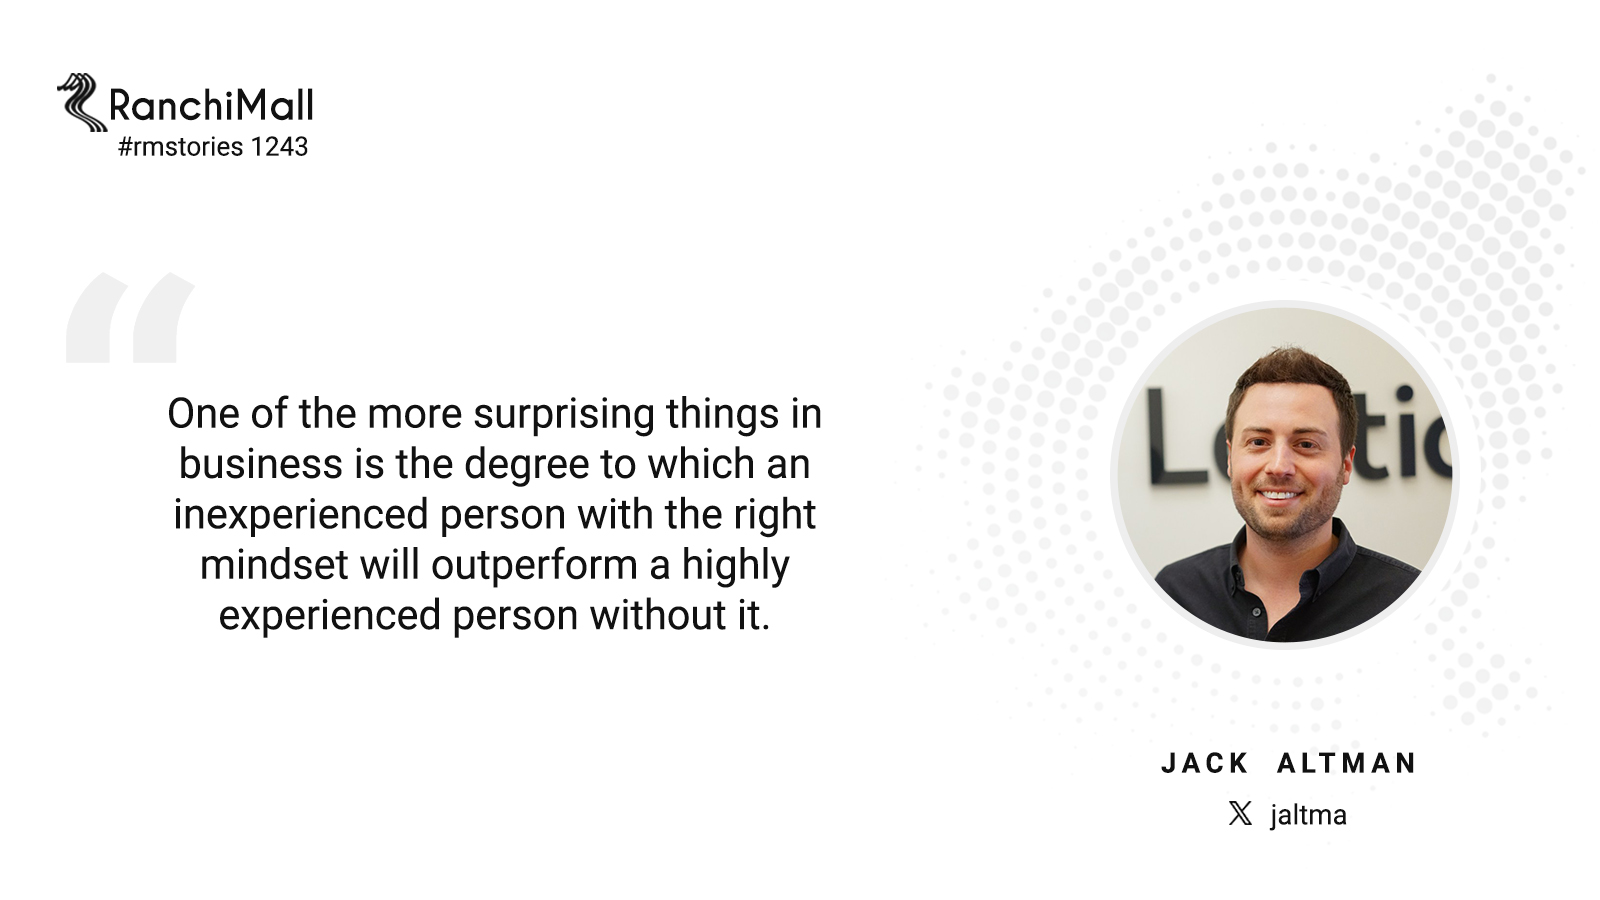 RanchiMall
#rmstories 1243
“
One of the more surprising things in
business is the degree to which an
inexperienced person with the right
mindset will outperform a highly
experienced person without it.
JACK ALTMAN
X jaltma